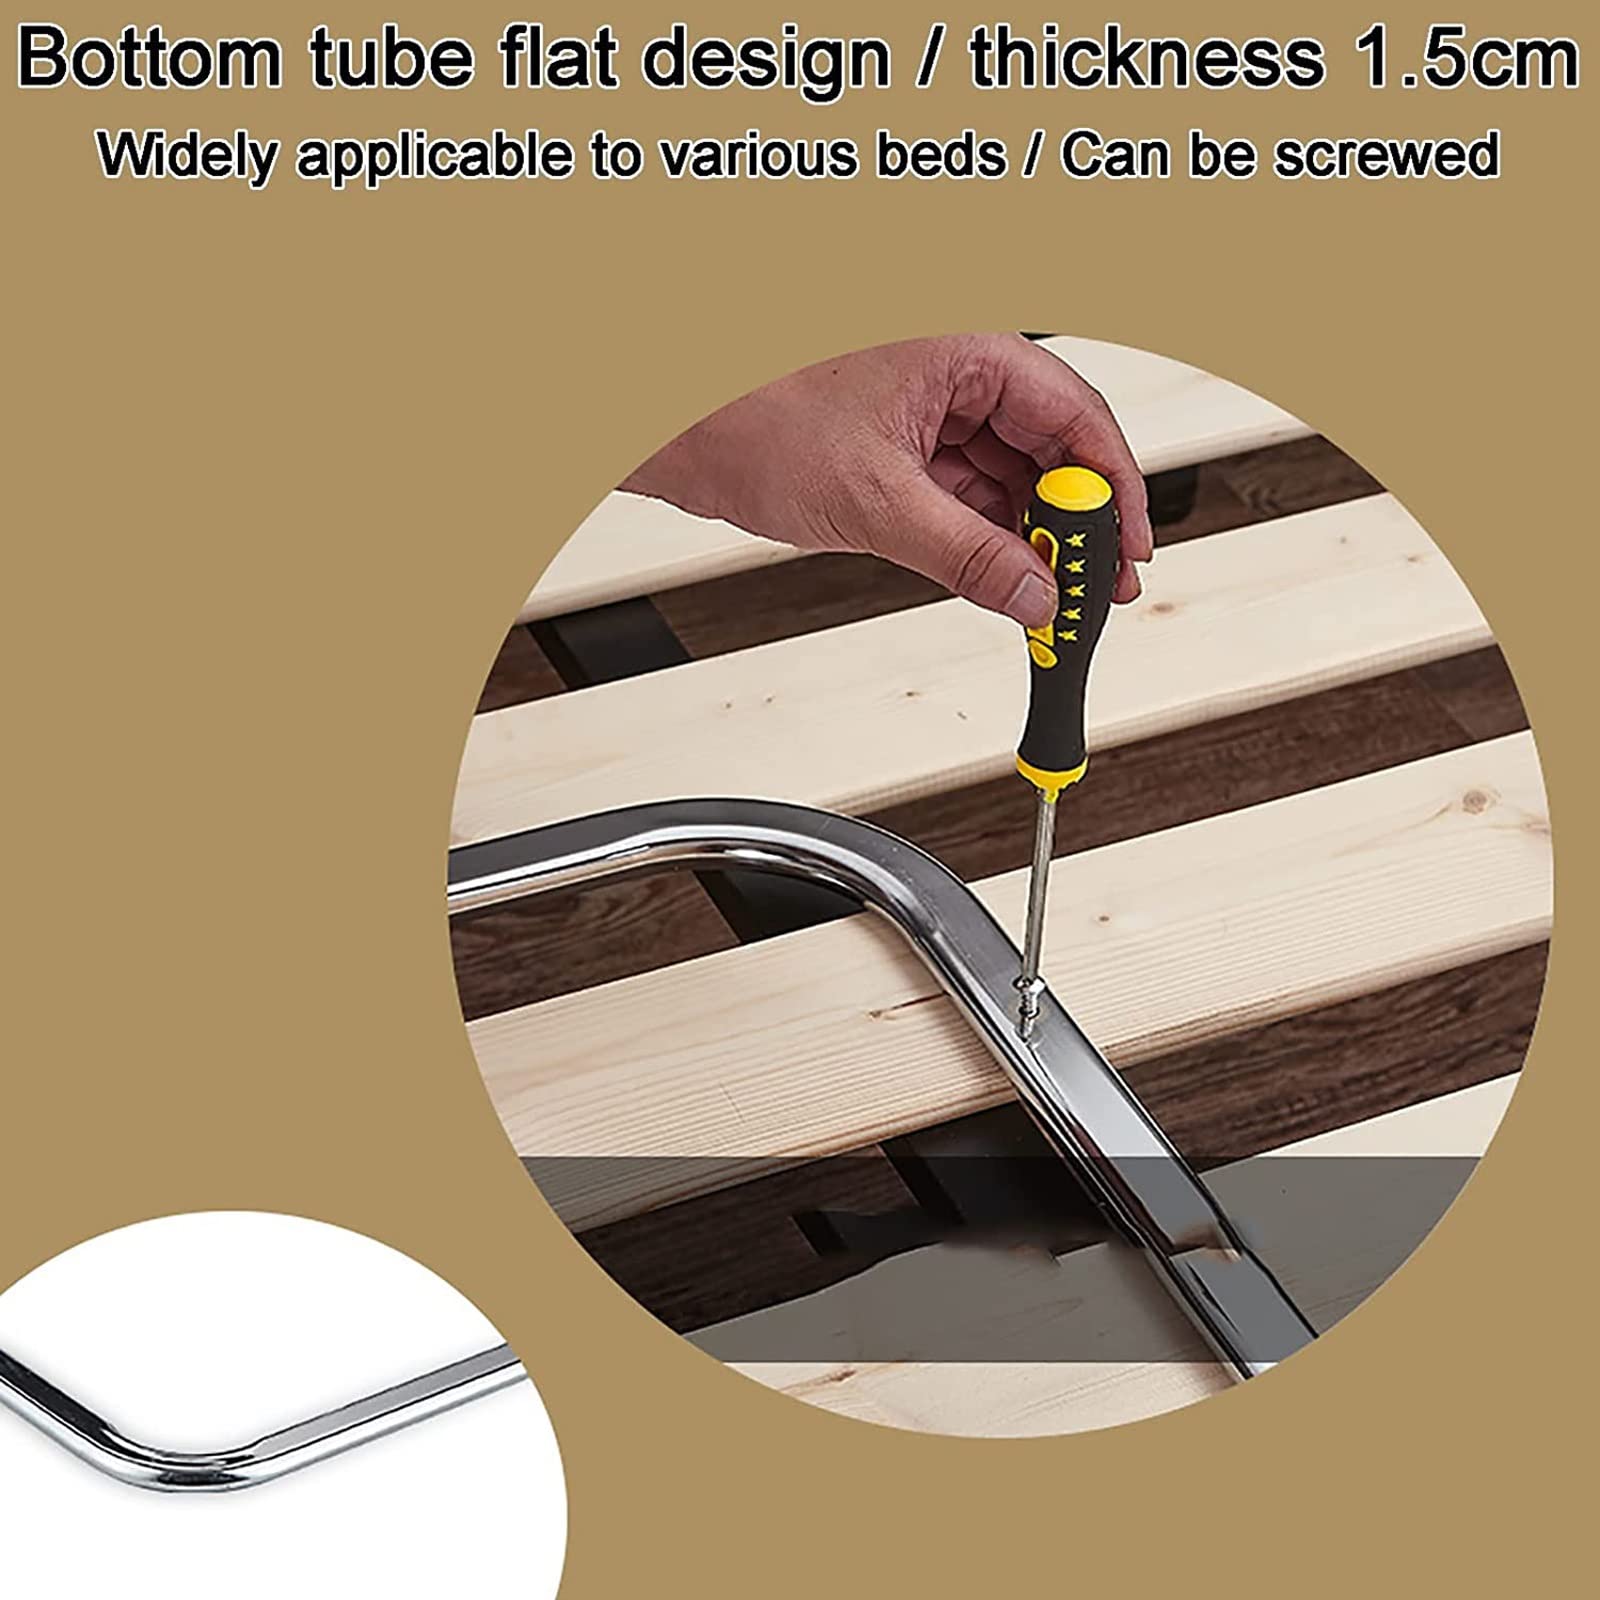 Bottom tube flat design / thickness 1.5cm
Widely applicable to various beds / Can be screwed